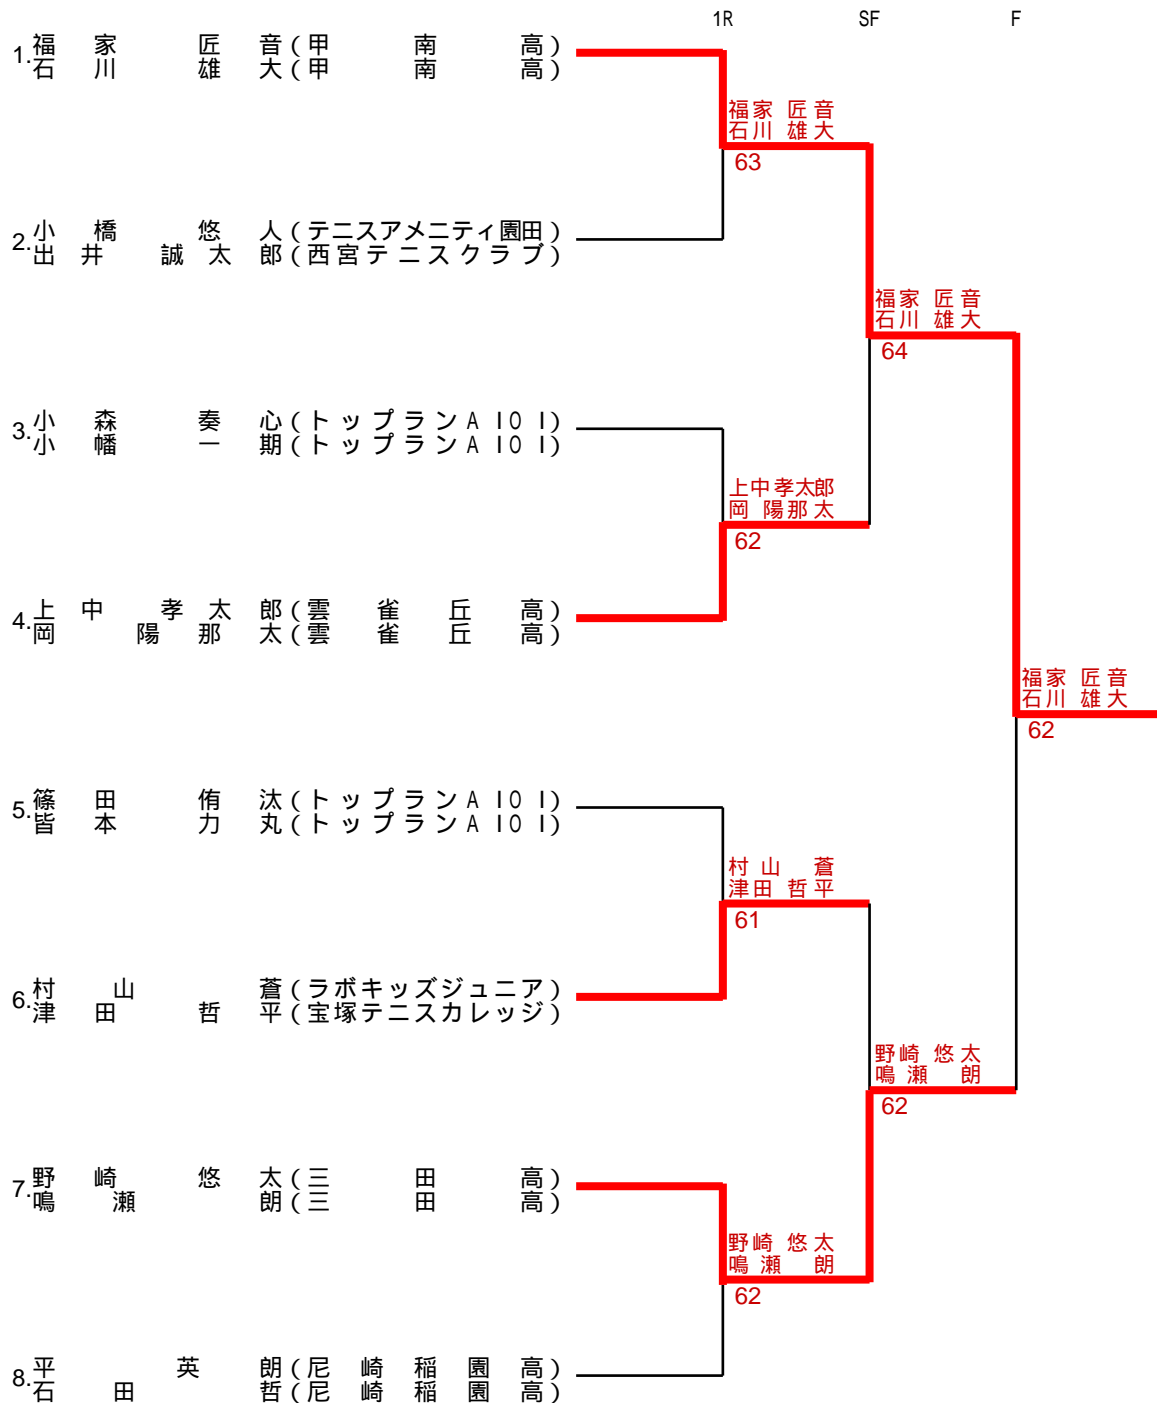 1R SF F
1. 福家 匠音 (甲南高)
石川 雄大 (甲南高)
福家 匠音
石川 雄大
63
2. 小橋 悠人 (テニスアメニティ園田)
出井 誠太郎 (西宮テニスクラブ)
福家 匠音
石川 雄大
64
3. 小森 奏心 (トップランAIOI)
小幡 一期 (トップランAIOI)
上中 孝太郎
岡 陽那太
62
4. 上中 孝太郎 (雲雀丘高)
岡 陽那太 (雲雀丘高)
福家 匠音
石川 雄大
62
5. 篠田 侑汰 (トップランAIOI)
皆本 力丸 (トップランAIOI)
村山 蒼
津田 哲平
61
6. 村山 蒼 (ラボキッズジュニア)
津田 哲平 (宝塚テニスカレッジ)
野崎 悠太
鳴瀬 朗
62
7. 野崎 悠太 (三田高)
鳴瀬 朗 (三田高)
野崎 悠太
鳴瀬 朗
62
8. 平 英朗 (尼崎稲園高)
石田 哲 (尼崎稲園高)